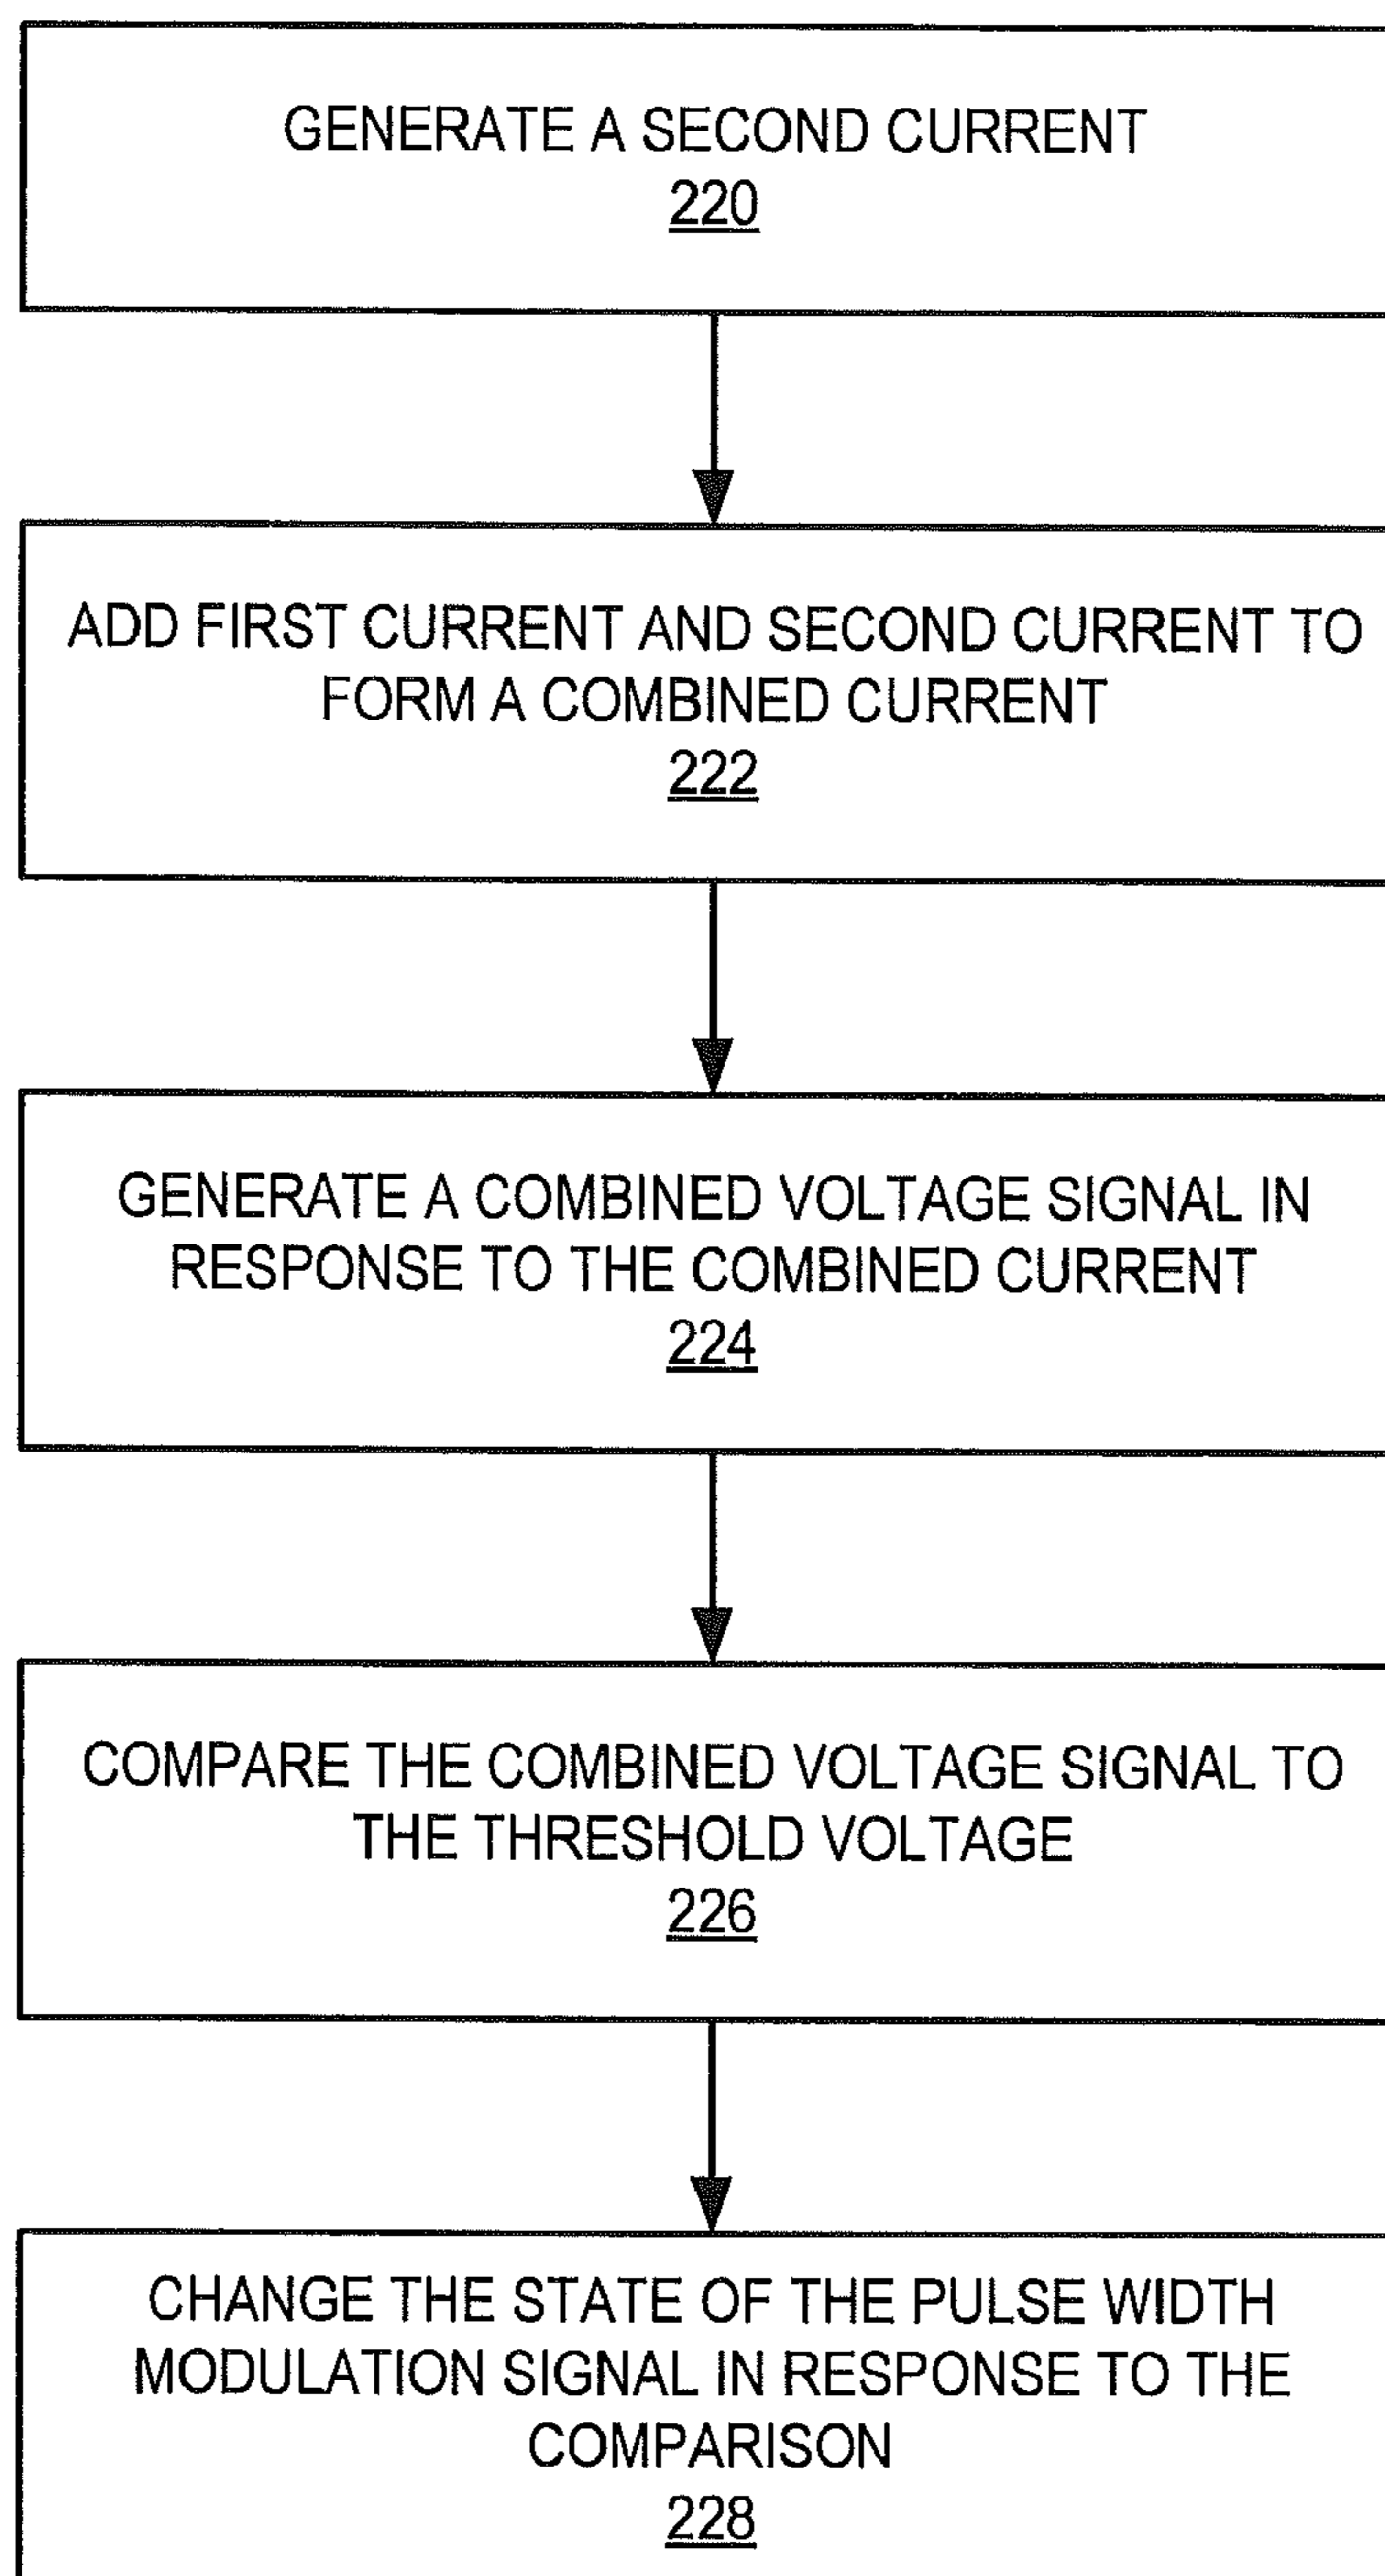 GENERATE A SECOND CURRENT
220
ADD FIRST CURRENT AND SECOND CURRENT TO
FORM A COMBINED CURRENT
222
GENERATE A COMBINED VOLTAGE SIGNAL IN
RESPONSE TO THE COMBINED CURRENT
224
COMPARE THE COMBINED VOLTAGE SIGNAL TO
THE THRESHOLD VOLTAGE
226
CHANGE THE STATE OF THE PULSE WIDTH
MODULATION SIGNAL IN RESPONSE TO THE
COMPARISON
228